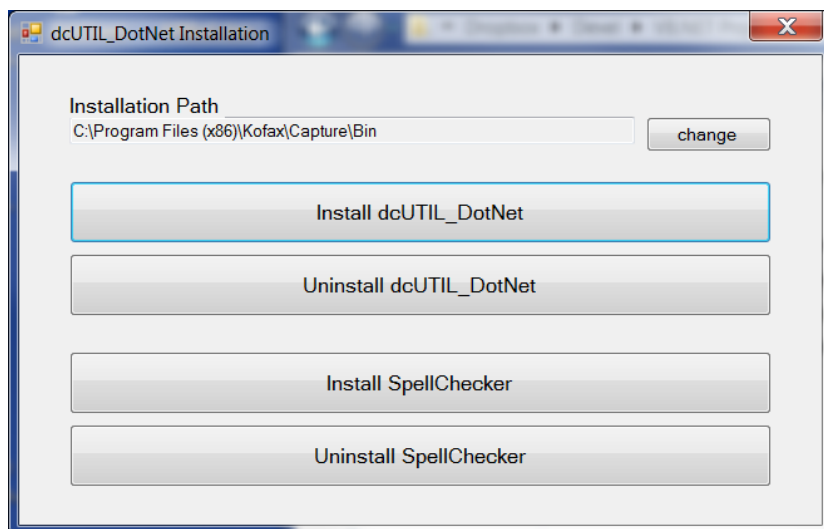 dcUTIL_DotNet Installation
Installation Path
C:\Program Files (x86)\Kofax\Capture\Bin
change
Install dcUTIL_DotNet
Uninstall dcUTIL_DotNet
Install SpellChecker
Uninstall SpellChecker